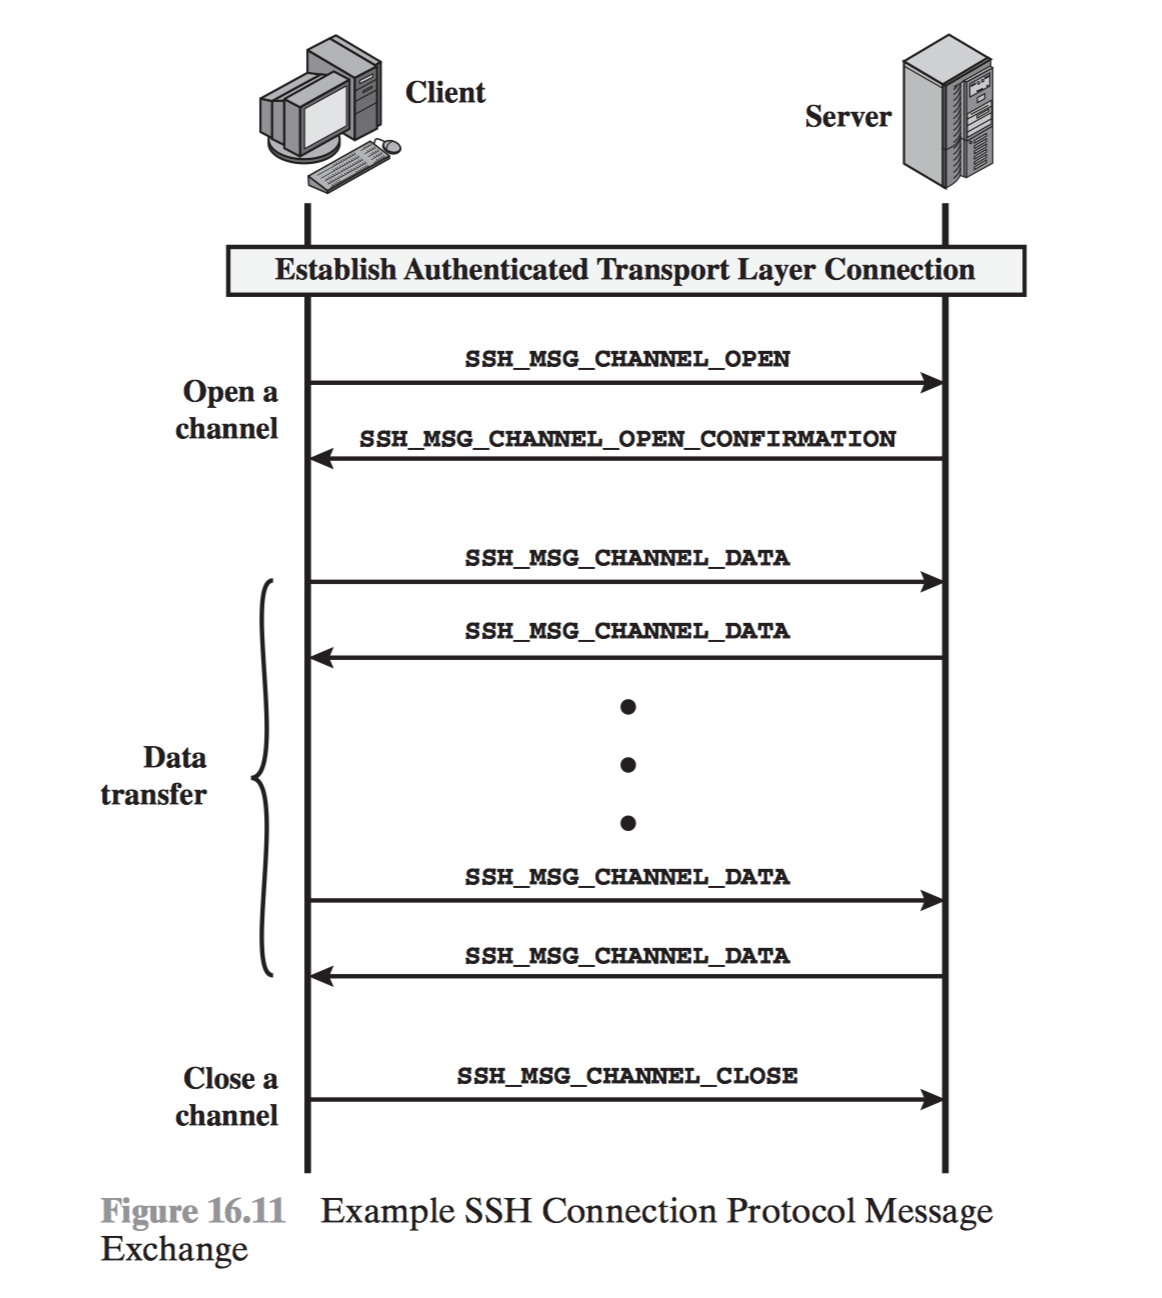 Client
Server
Establish Authenticated Transport Layer Connection
SSH_MSG_CHANNEL_OPEN
Open a
channel
SSH_MSG_CHANNEL_OPEN_CONFIRMATION
SSH_MSG_CHANNEL_DATA
SSH_MSG_CHANNEL_DATA
Data
transfer
SSH_MSG_CHANNEL_DATA
SSH_MSG_CHANNEL_DATA
Close a
channel
SSH_MSG_CHANNEL_CLOSE
Figure 16.11 Example SSH Connection Protocol Message
Exchange